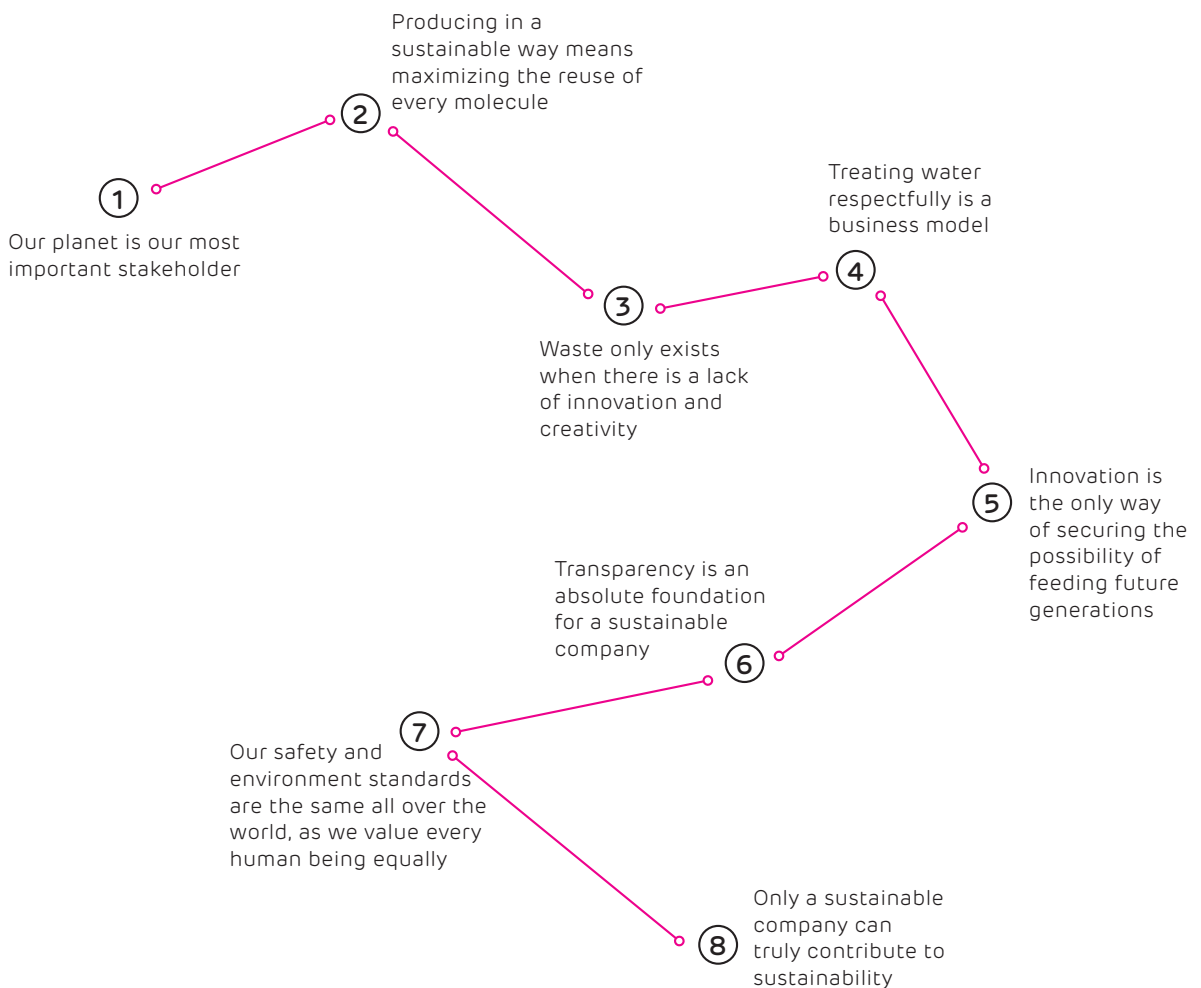 1
Our planet is our most
important stakeholder
2
Producing in a
sustainable way means
maximizing the reuse of
every molecule
3
Waste only exists
when there is a lack
of innovation and
creativity
4
Treating water
respectfully is a
business model
5
Innovation is
the only way
of securing the
possibility of
feeding future
generations
6
Transparency is an
absolute foundation
for a sustainable
company
7
Our safety and
environment standards
are the same all over the
world, as we value every
human being equally
8
Only a sustainable
company can
truly contribute to
sustainability